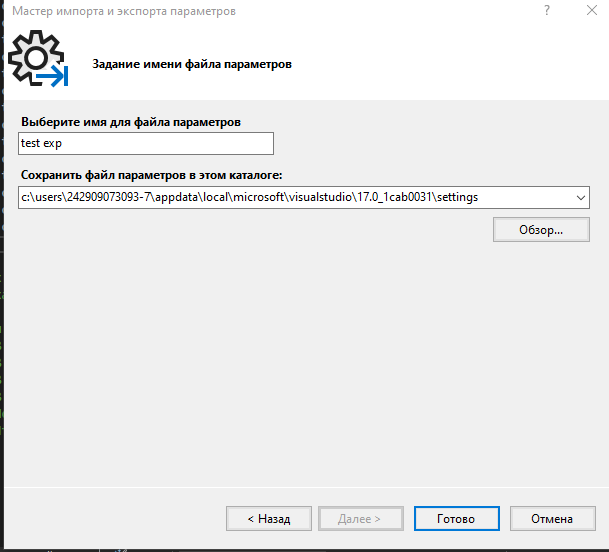 Мастер импорта и экспорта параметров
?
Задание имени файла параметров
Выберите имя для файла параметров
test exp
Сохранить файл параметров в этом каталоге:
c:\users\242909073093-7\appdata\local\microsoft\visualstudio\17.0_1cab0031\settings
Обзор...
< Назад
Далее >
Готово
Отмена